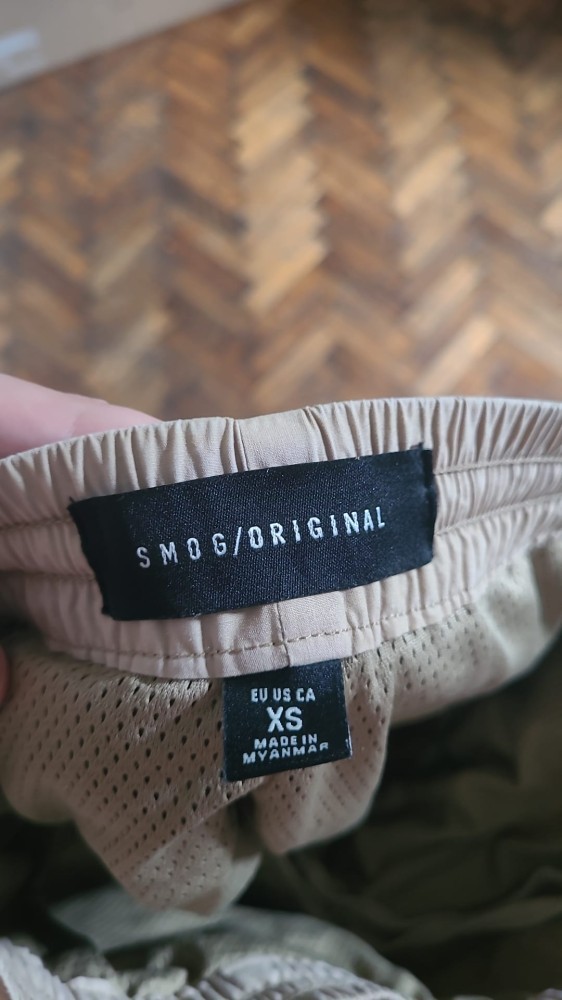 SMOG/ORIGINAL
EU US CA
XS
MADE IN
MYANMAR